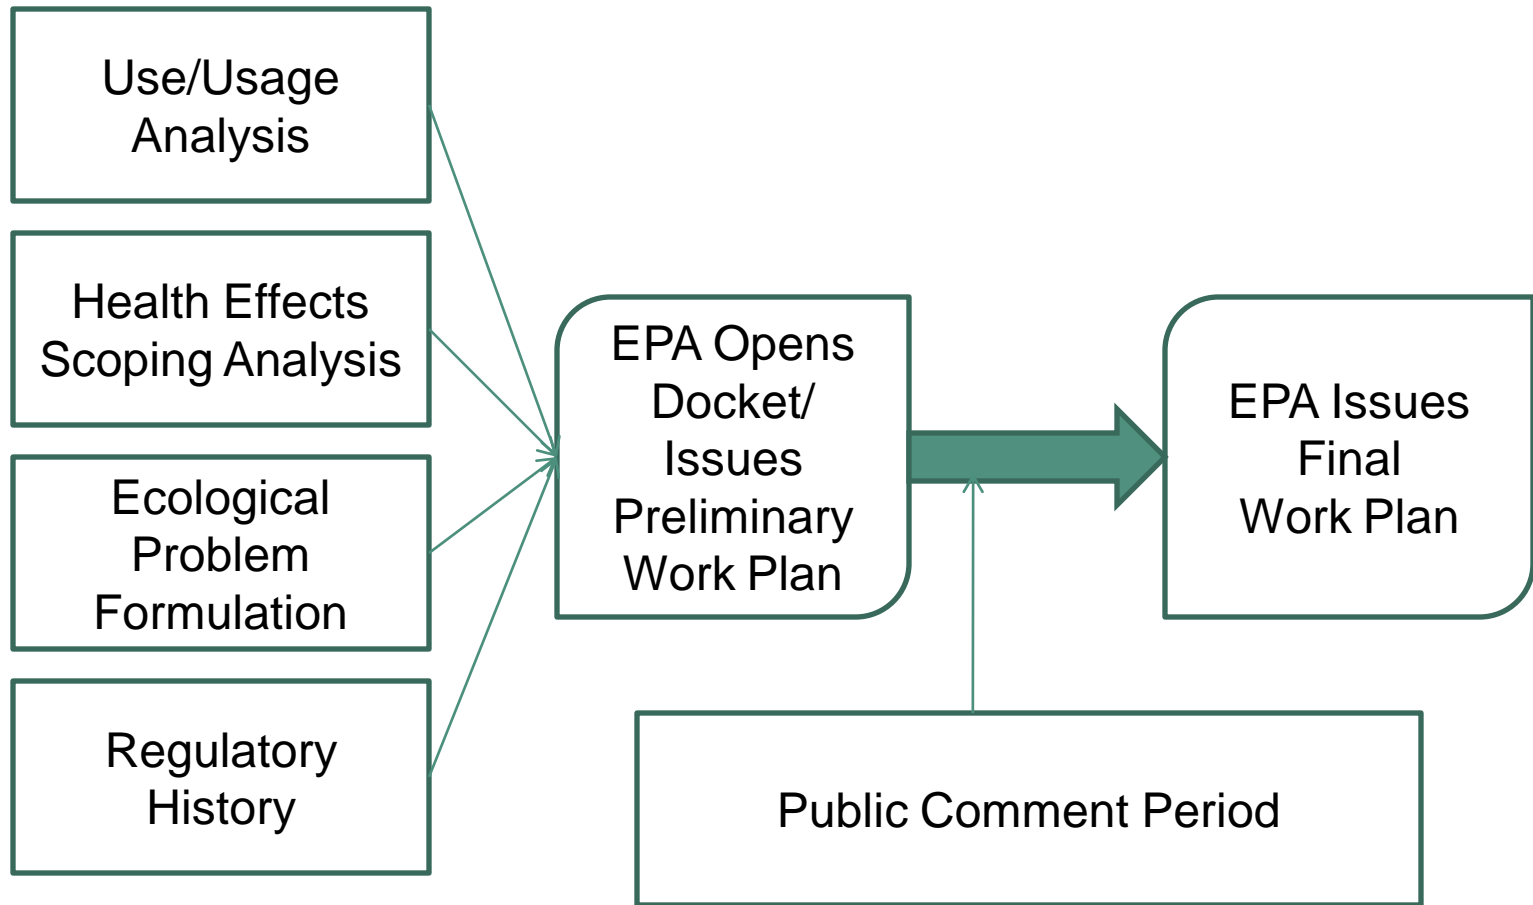 Use/Usage
Analysis
Health Effects
Scoping Analysis
Ecological
Problem
Formulation
Regulatory
History
EPA Opens
Docket/
Issues
Preliminary
Work Plan
EPA Issues
Final
Work Plan
Public Comment Period